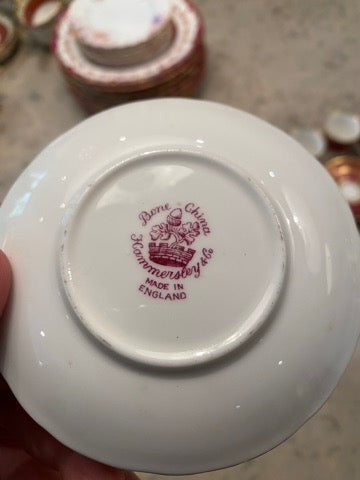 Bone China
Hammersley & Co
MADE IN
ENGLAND